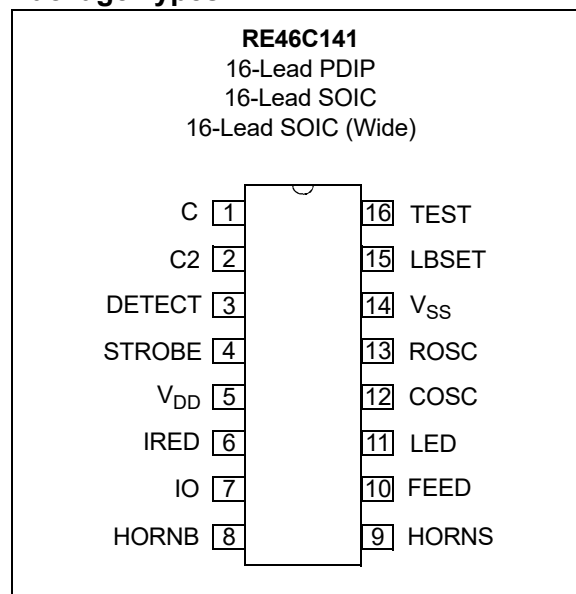 RE46C141
16-Lead PDIP
16-Lead SOIC
16-Lead SOIC (Wide)
C 1 16 TEST
C2 2 15 LBSET
DETECT 3 14 VSS
STROBE 4 13 ROSC
VDD 5 12 COSC
IRED 6 11 LED
IO 7 10 FEED
HORNB 8 9 HORNS